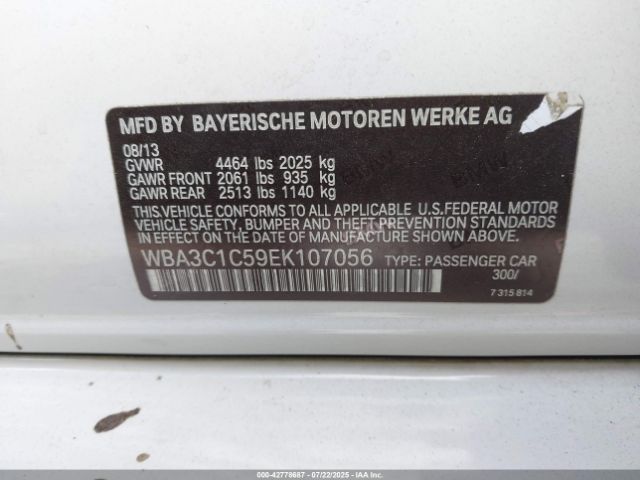 MFD BY BAYERISCHE MOTOREN WERKE AG
08/13
GVWR 4464 lbs 2025 kg
GAWR FRONT 2061 lbs 935 kg
GAWR REAR 2513 lbs 1140 kg
THIS VEHICLE CONFORMS TO ALL APPLICABLE U.S.FEDERAL MOTOR
VEHICLE SAFETY, BUMPER AND THEFT PREVENTION STANDARDS
IN EFFECT ON THE DATE OF MANUFACTURE SHOWN ABOVE.
WBA3C1C59EK107056 TYPE: PASSENGER CAR
300/
7 315 814
000-42778687 - 07/22/2025 - IAAI.com